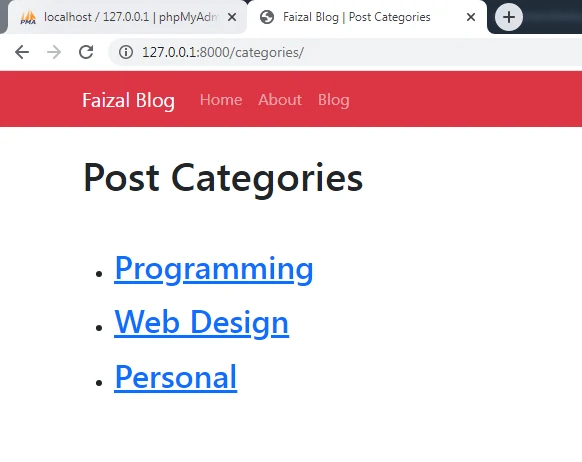 localhost / 127.0.0.1 | phpMyAdm
Faizal Blog | Post Categories
127.0.0.1:8000/categories/
Faizal Blog Home About Blog
Post Categories
Programming
Web Design
Personal